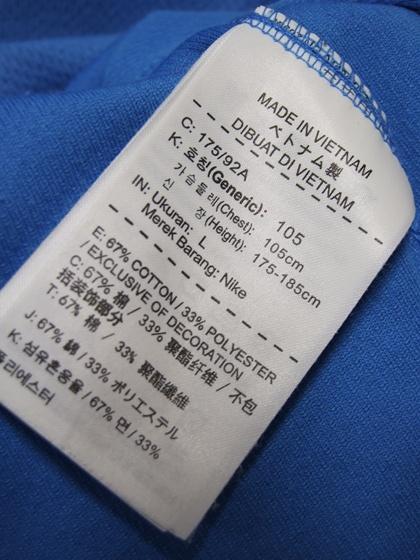 MADE IN VIETNAM
ベトナム製
DIBUAT DI VIETNAM
C: 175/92A
K: 호칭(Generic): 105
가슴둘레(Chest): 105cm
신 장(Height): 175-185cm
IN: Ukuran: L
Merek Barang: Nike
E: 67% COTTON / 33% POLYESTER
/ EXCLUSIVE OF DECORATION
C: 67% 棉 / 33% 聚酯纤维 / 不包
括装饰部分
T: 67% 棉 / 33% 聚酯纖維
J: 67% 綿 / 33% ポリエステル
K: 섬유혼용율 / 67% 면 / 33%
폴리에스터